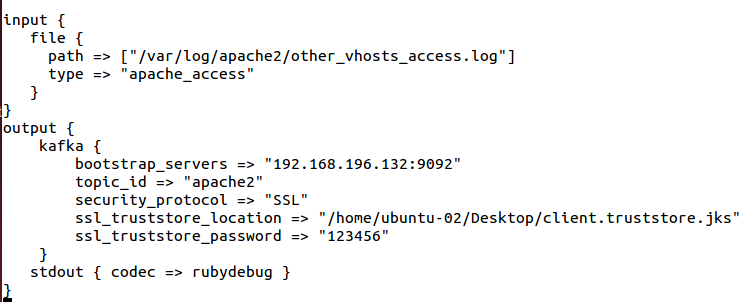 input {
   file {
     path => ["/var/log/apache2/other_vhosts_access.log"]
     type => "apache_access"
   }
}
output {
    kafka {
        bootstrap_servers => "192.168.196.132:9092"
        topic_id => "apache2"
        security_protocol => "SSL"
        ssl_truststore_location => "/home/ubuntu-02/Desktop/client.truststore.jks"
        ssl_truststore_password => "123456"
    }
   stdout { codec => rubydebug }
}